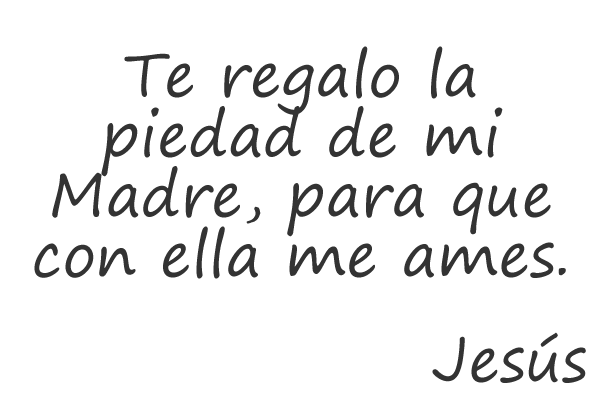 Te regalo la
piedad de mi
Madre, para que
con ella me ames.
Jesús